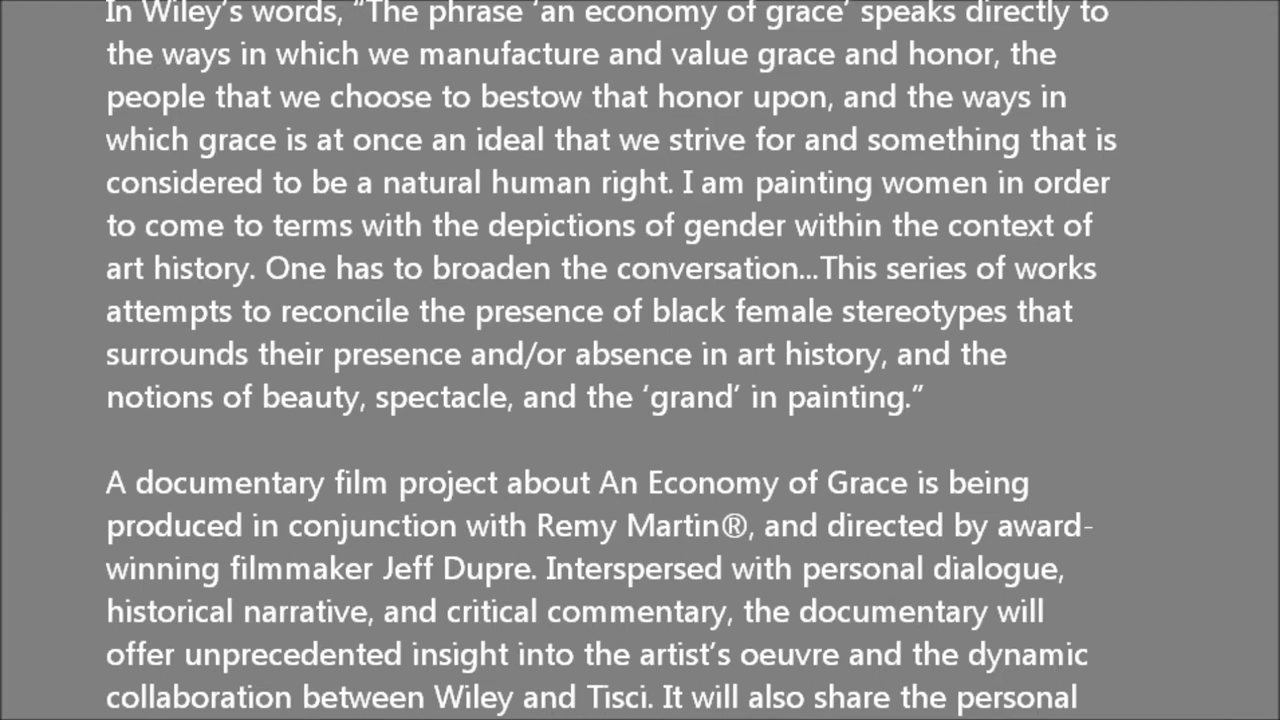 In Wiley’s words, “The phrase ‘an economy of grace’ speaks directly to
the ways in which we manufacture and value grace and honor, the
people that we choose to bestow that honor upon, and the ways in
which grace is at once an ideal that we strive for and something that is
considered to be a natural human right. I am painting women in order
to come to terms with the depictions of gender within the context of
art history. One has to broaden the conversation...This series of works
attempts to reconcile the presence of black female stereotypes that
surrounds their presence and/or absence in art history, and the
notions of beauty, spectacle, and the ‘grand’ in painting.”
A documentary film project about An Economy of Grace is being
produced in conjunction with Remy Martin®, and directed by award-
winning filmmaker Jeff Dupre. Interspersed with personal dialogue,
historical narrative, and critical commentary, the documentary will
offer unprecedented insight into the artist’s oeuvre and the dynamic
collaboration between Wiley and Tisci. It will also share the personal